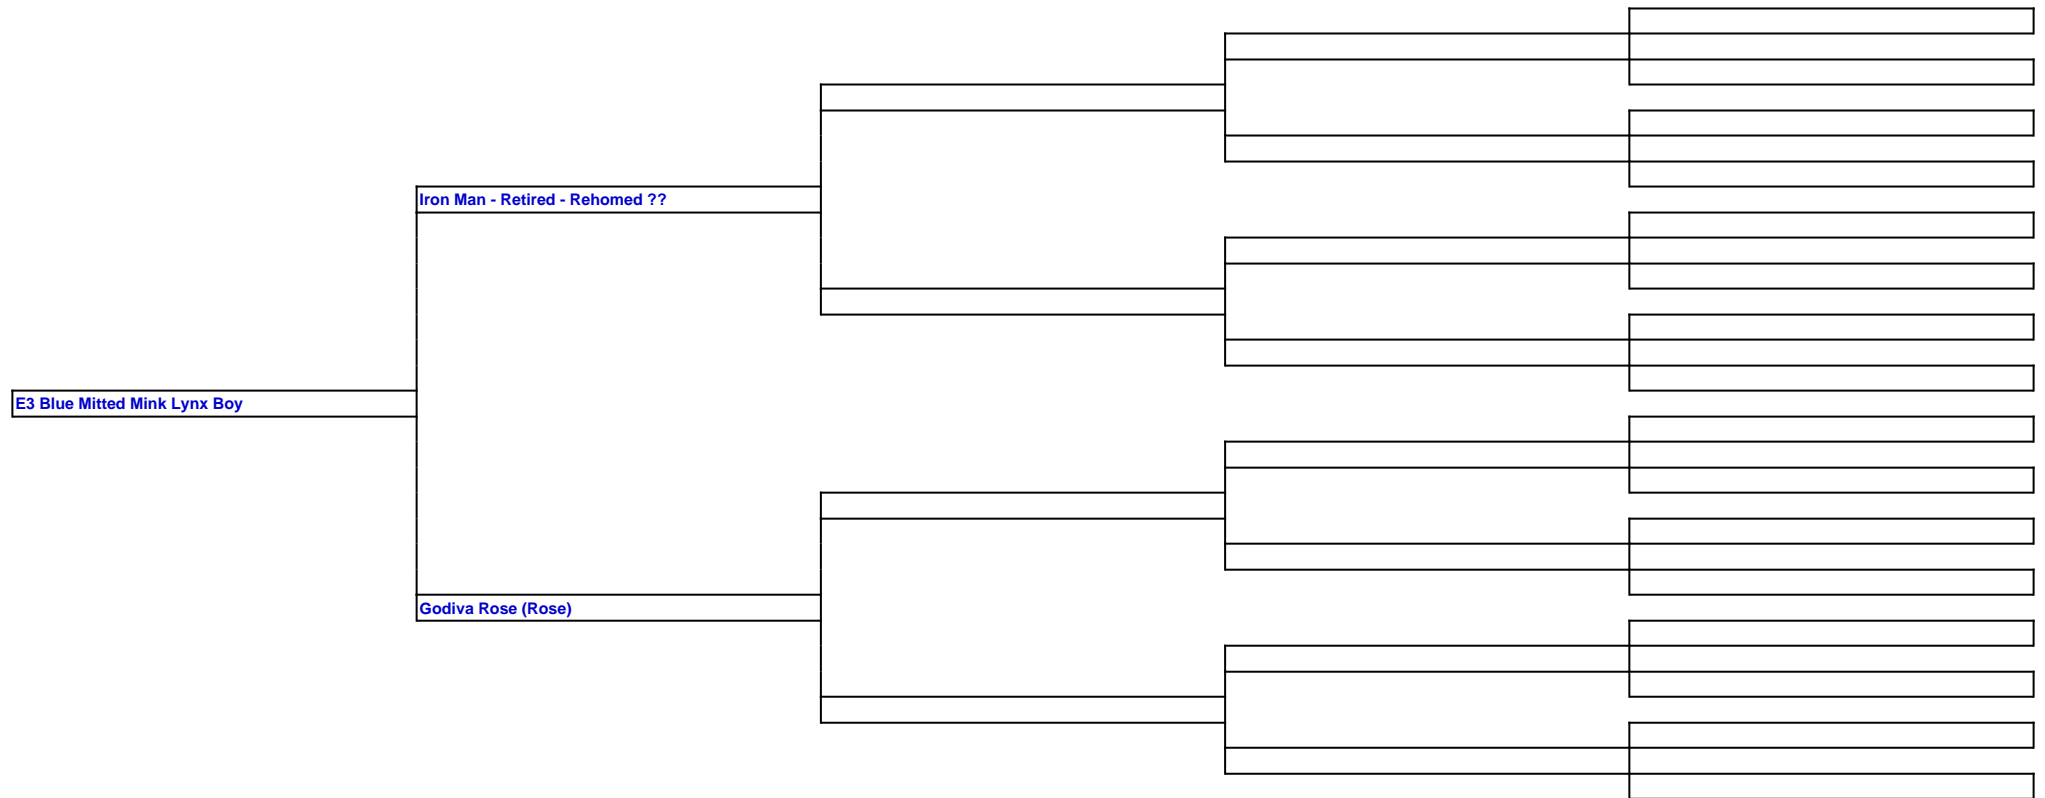 Iron Man - Retired - Rehomed ??
E3 Blue Mitted Mink Lynx Boy
Godiva Rose (Rose)